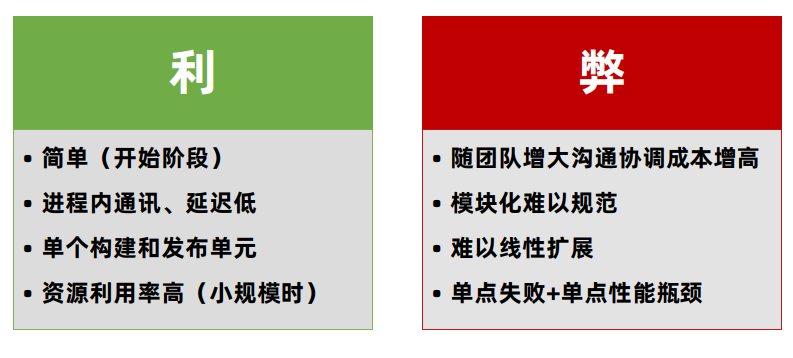 利
• 简单（开始阶段）
• 进程内通讯、延迟低
• 单个构建和发布单元
• 资源利用率高（小规模时）
弊
• 随团队增大沟通协调成本增高
• 模块化难以规范
• 难以线性扩展
• 单点失败+单点性能瓶颈